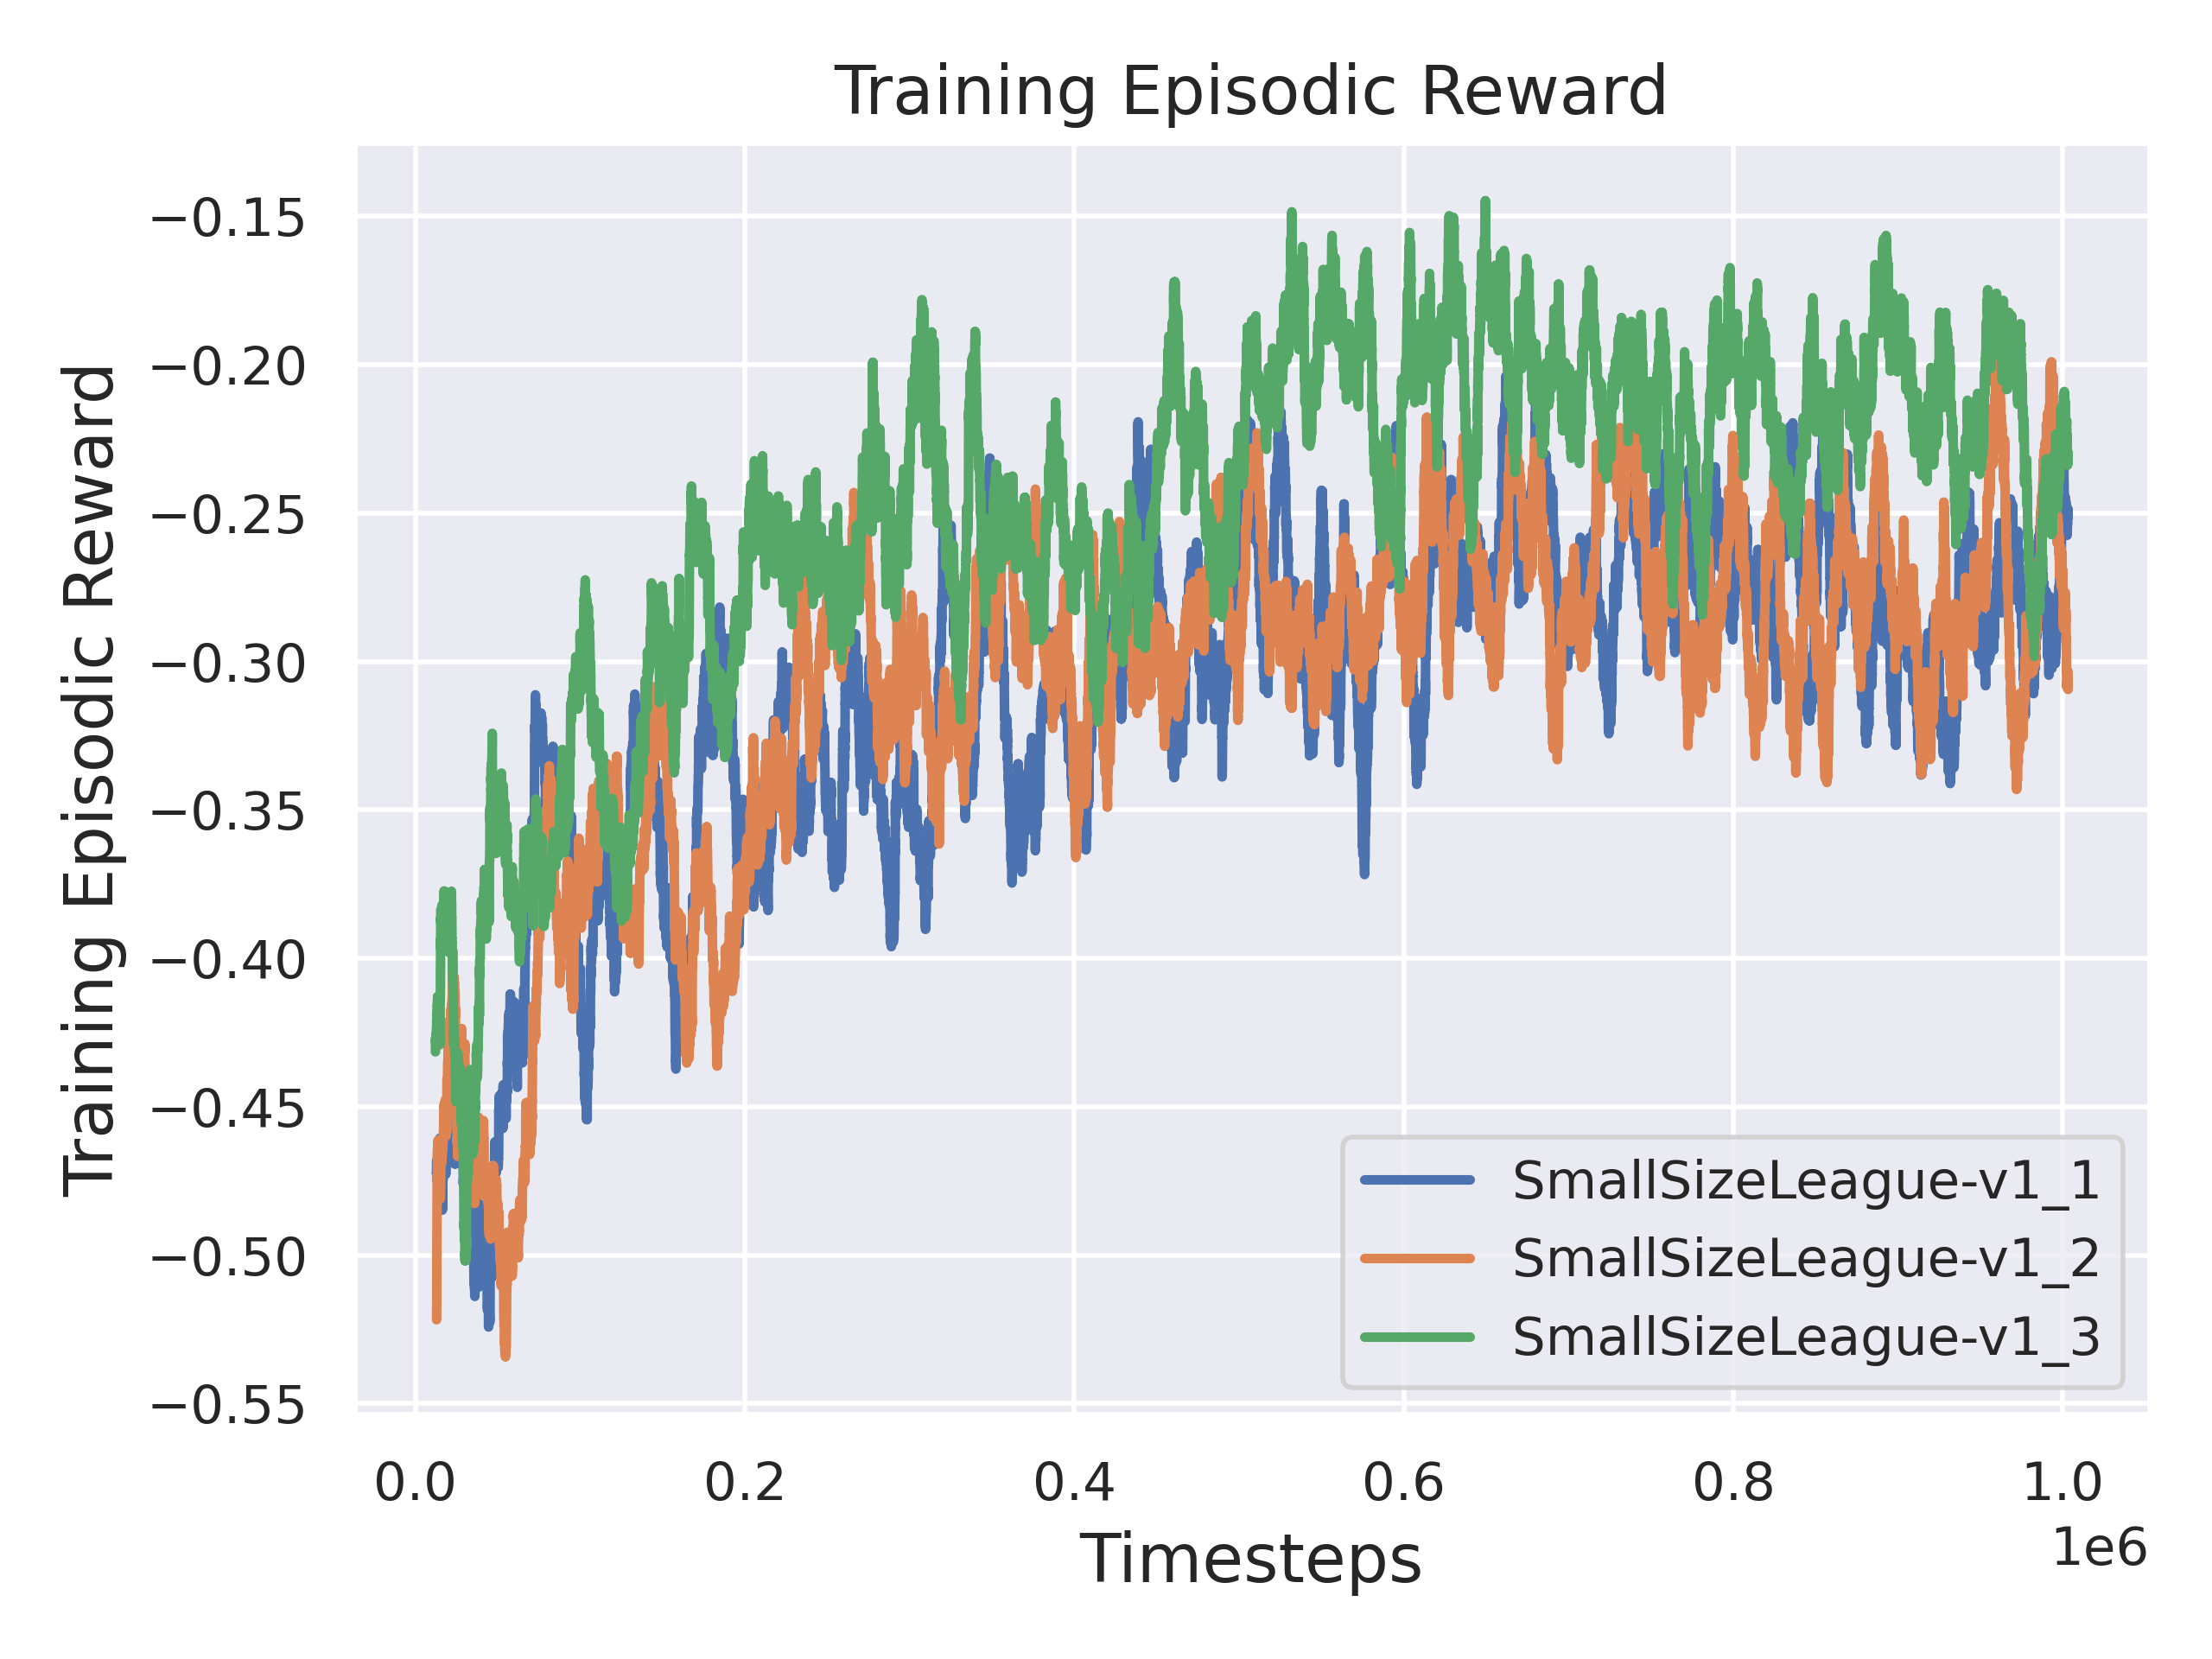 Training Episodic Reward
Training Episodic Reward
−0.15
−0.20
−0.25
−0.30
−0.35
−0.40
−0.45
−0.50
−0.55
SmallSizeLeague-v1_1
SmallSizeLeague-v1_2
SmallSizeLeague-v1_3
0.0 0.2 0.4 0.6 0.8 1.0
1e6
Timesteps